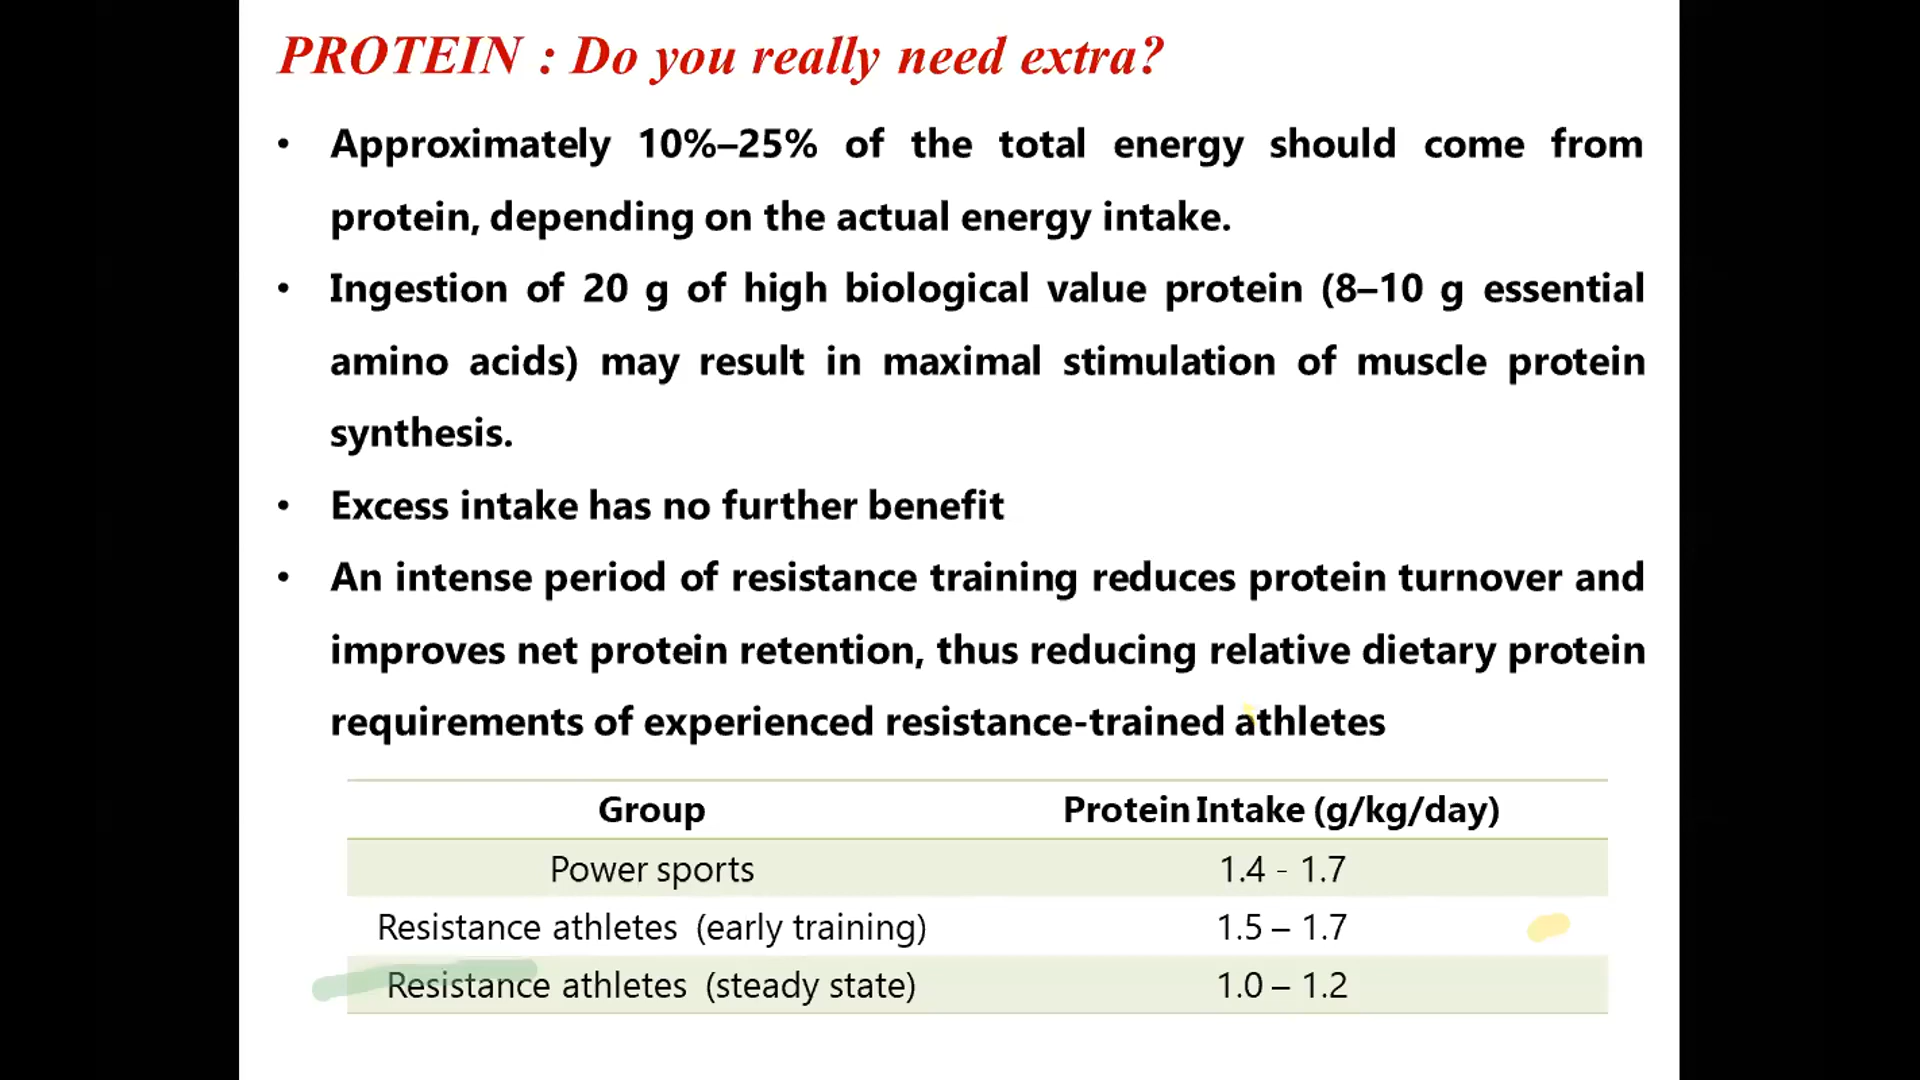 PROTEIN : Do you really need extra?
• Approximately 10%–25% of the total energy should come from
protein, depending on the actual energy intake.
• Ingestion of 20 g of high biological value protein (8–10 g essential
amino acids) may result in maximal stimulation of muscle protein
synthesis.
• Excess intake has no further benefit
• An intense period of resistance training reduces protein turnover and
improves net protein retention, thus reducing relative dietary protein
requirements of experienced resistance-trained athletes
Group Protein Intake (g/kg/day)
Power sports 1.4 - 1.7
Resistance athletes (early training) 1.5 – 1.7
Resistance athletes (steady state) 1.0 – 1.2